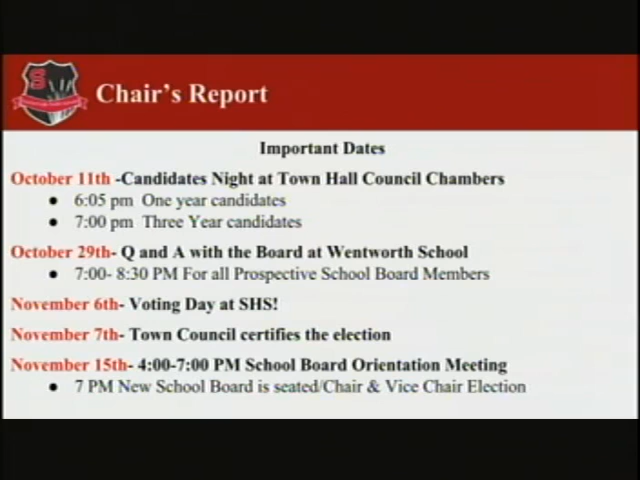 S
Chair's Report
Important Dates
October 11th -Candidates Night at Town Hall Council Chambers
● 6:05 pm One year candidates
● 7:00 pm Three Year candidates
October 29th- Q and A with the Board at Wentworth School
● 7:00- 8:30 PM For all Prospective School Board Members
November 6th- Voting Day at SHS!
November 7th- Town Council certifies the election
November 15th- 4:00-7:00 PM School Board Orientation Meeting
● 7 PM New School Board is seated/Chair & Vice Chair Election